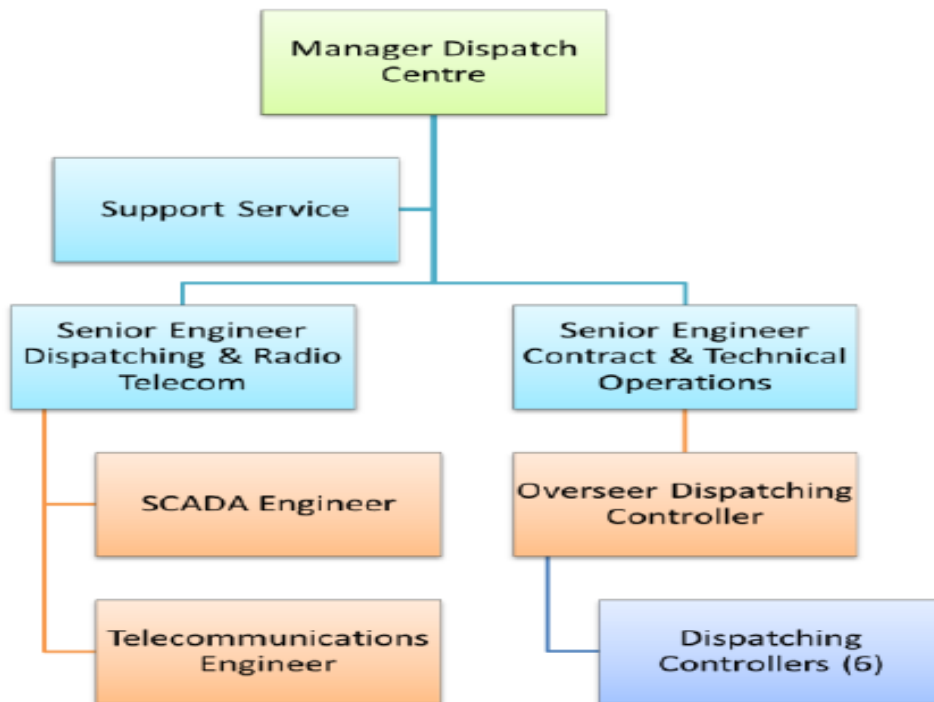 Manager Dispatch
Centre
Support Service
Senior Engineer
Dispatching & Radio
Telecom
Senior Engineer
Contract & Technical
Operations
SCADA Engineer
Overseer Dispatching
Controller
Telecommunications
Engineer
Dispatching
Controllers (6)